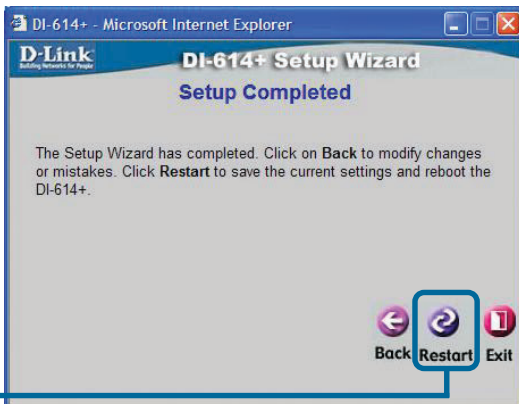 DI-614+ - Microsoft Internet Explorer
D-Link
Building Networks for People
DI-614+ Setup Wizard
Setup Completed
The Setup Wizard has completed. Click on Back to modify changes
or mistakes. Click Restart to save the current settings and reboot the
DI-614+.
Back Restart Exit